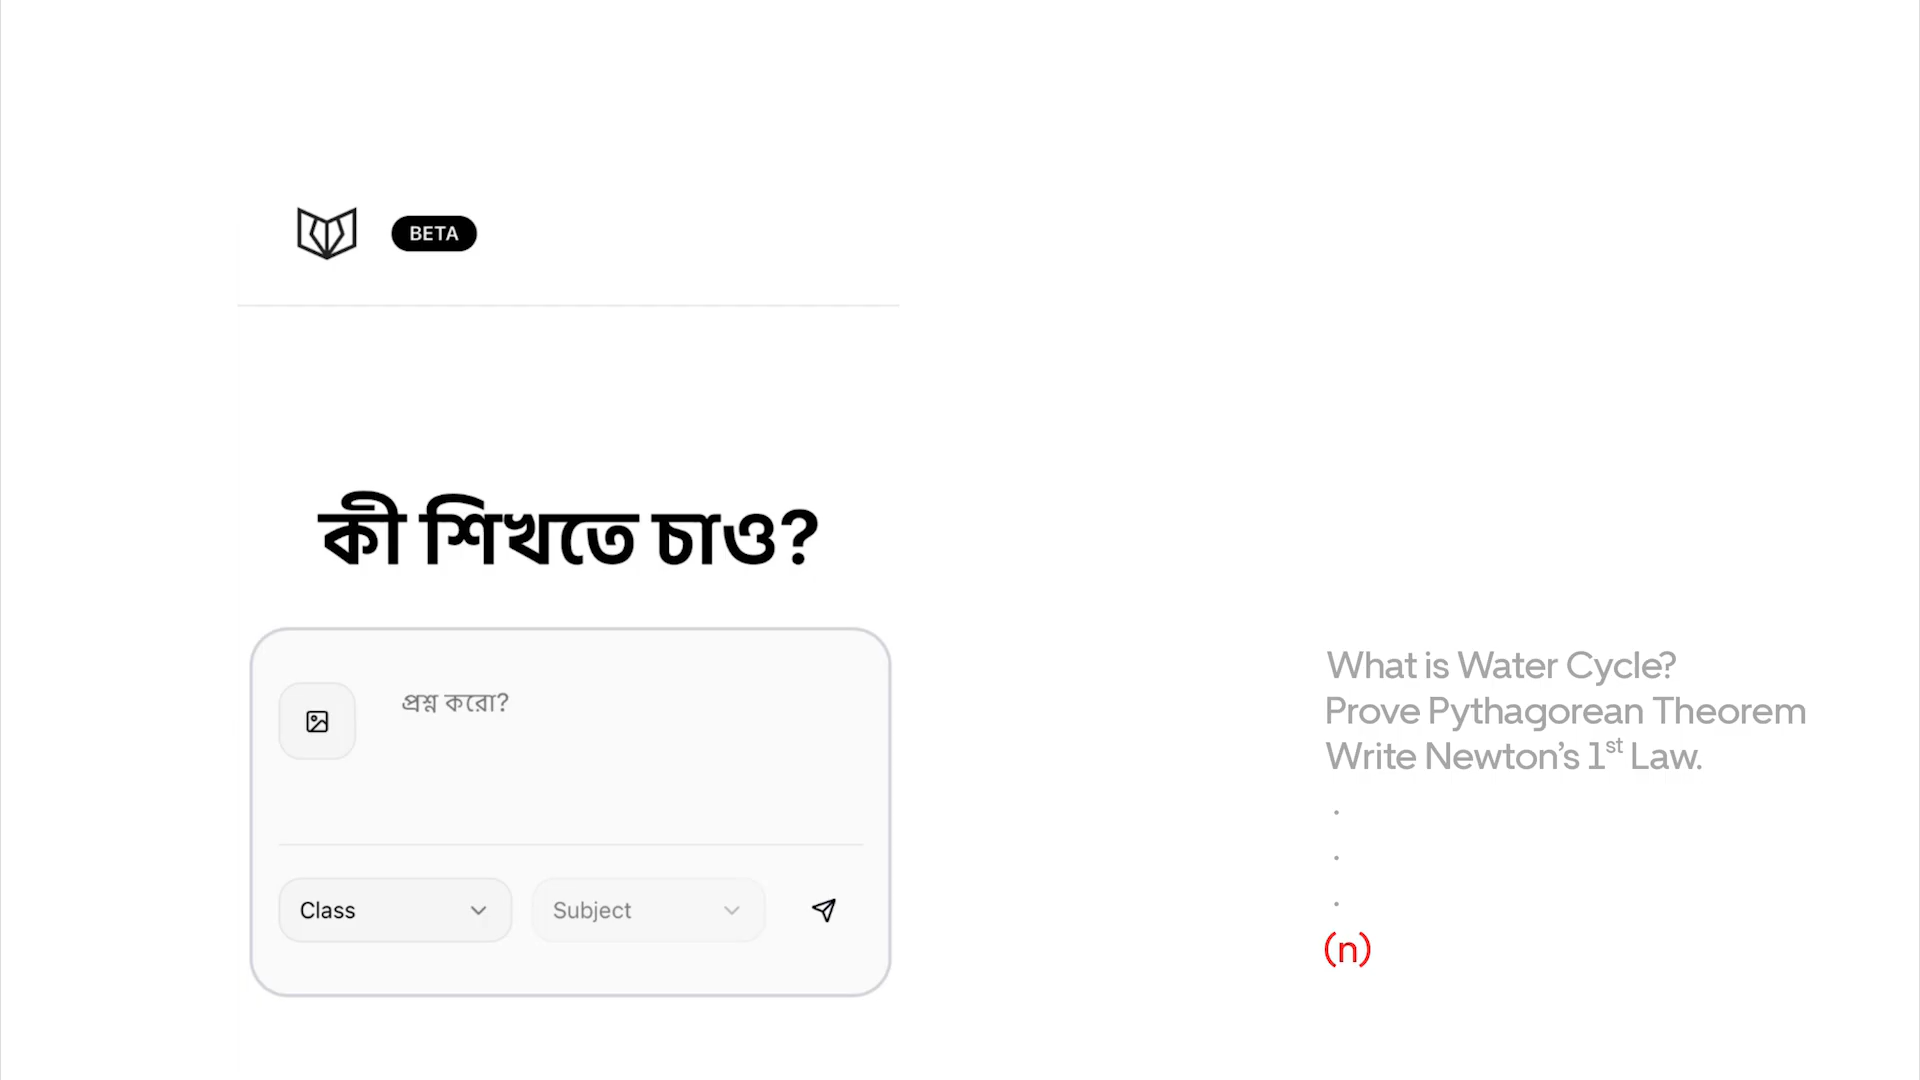 BETA
কী শিখতে চাও?
প্রশ্ন করো?
Class
Subject
What is Water Cycle?
Prove Pythagorean Theorem
Write Newton’s 1st Law.
.
.
.
(n)